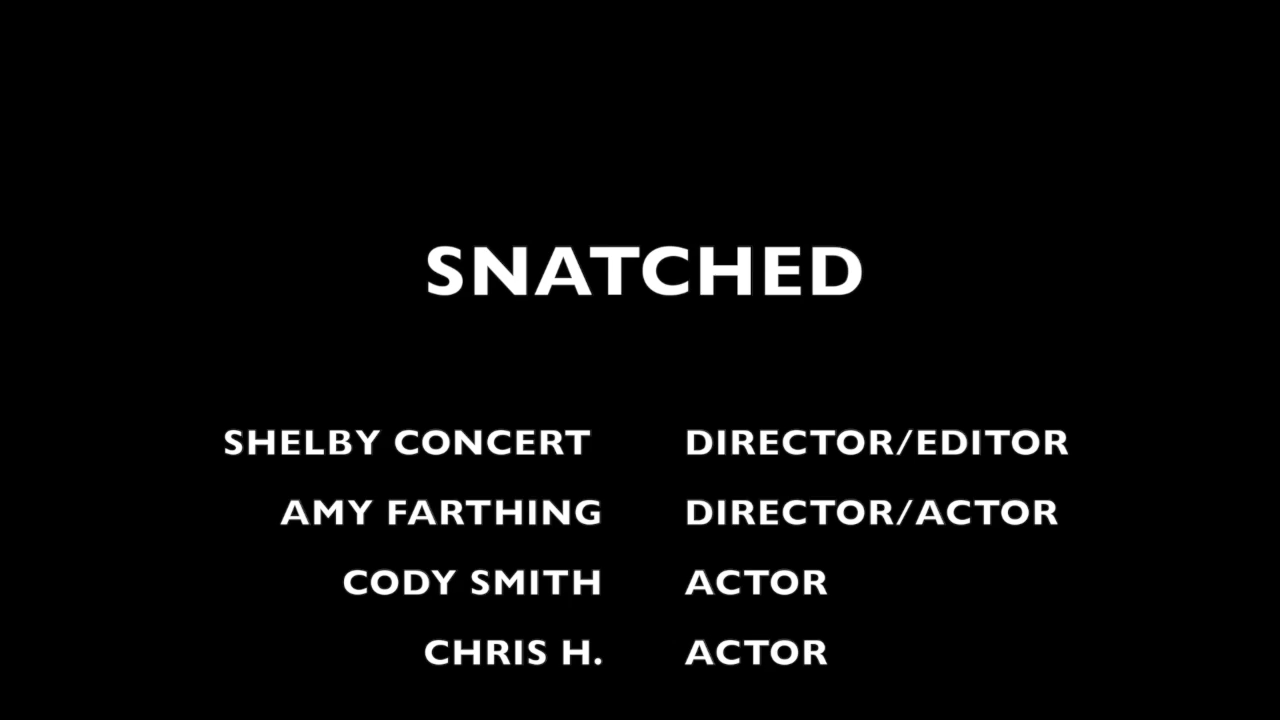 SNATCHED
SHELBY CONCERT DIRECTOR/EDITOR
AMY FARTHING DIRECTOR/ACTOR
CODY SMITH ACTOR
CHRIS H. ACTOR